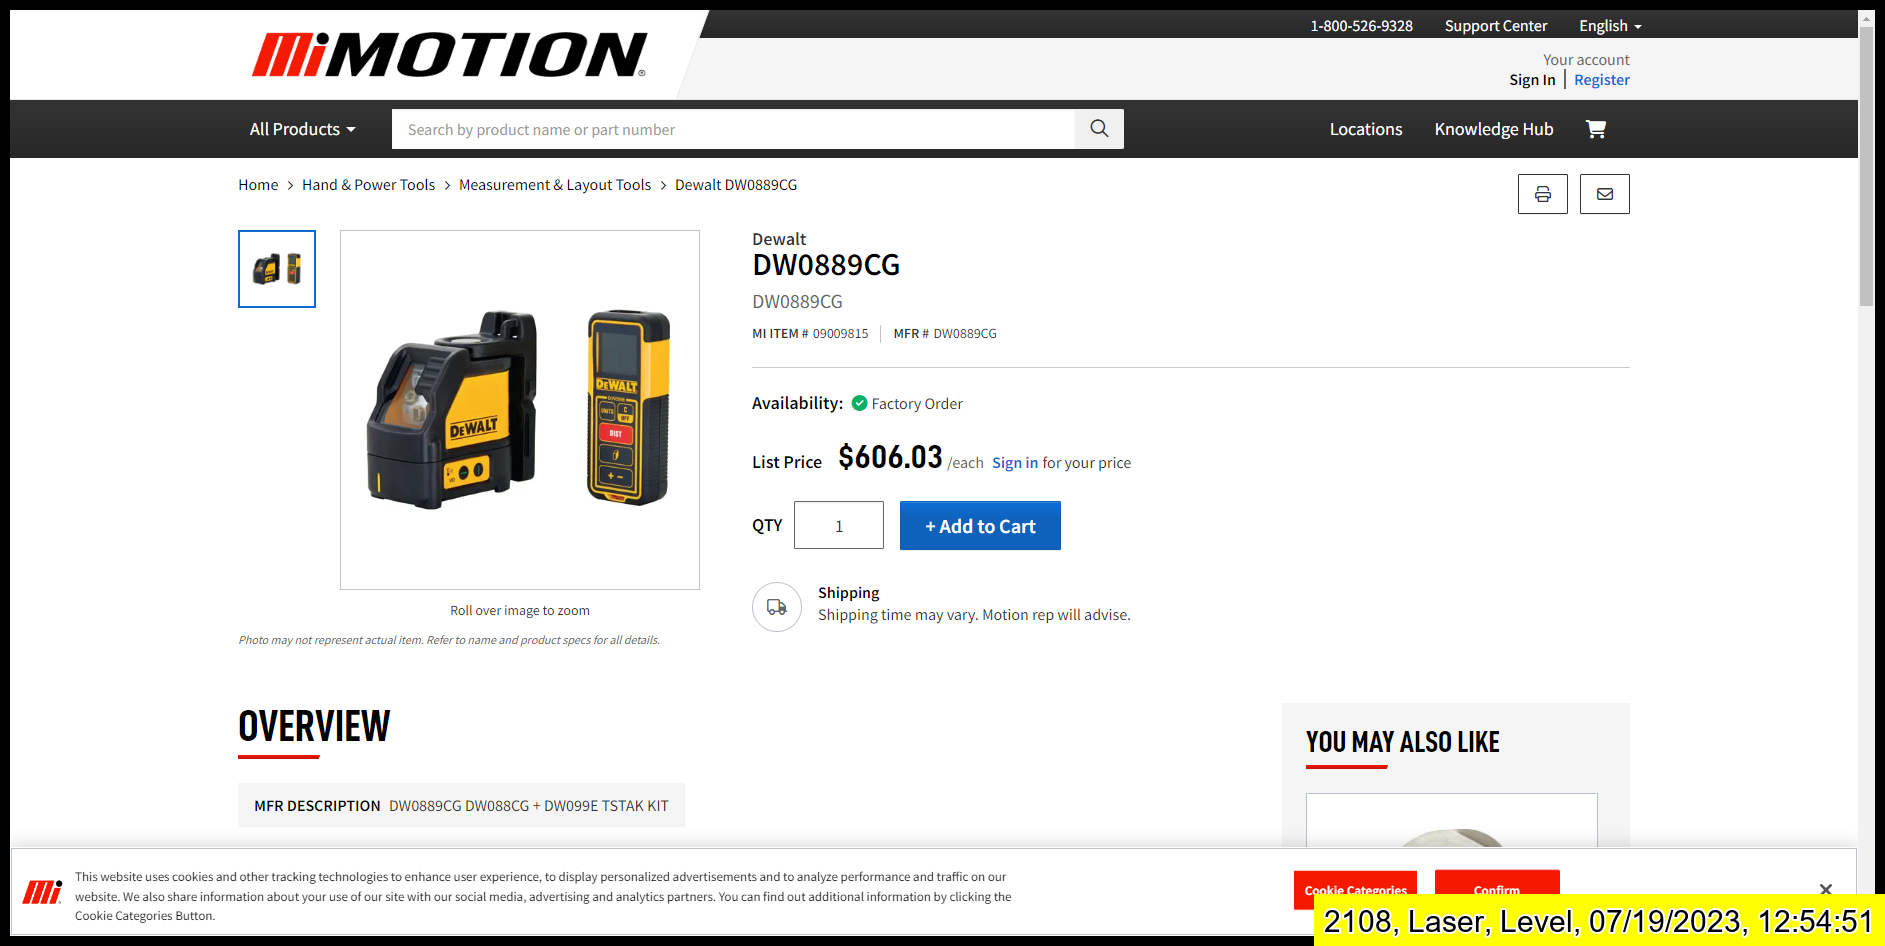 MiMOTION®
1-800-526-9328 Support Center English
Your account
Sign In | Register
All Products
Search by product name or part number
Locations Knowledge Hub
Home > Hand & Power Tools > Measurement & Layout Tools > Dewalt DW0889CG
Dewalt
DW0889CG
DW0889CG
MI ITEM # 09009815 MFR # DW0889CG
Availability: Factory Order
List Price $606.03 /each Sign in for your price
QTY 1 + Add to Cart
Shipping
Shipping time may vary. Motion rep will advise.
DEWALT
DEWALT
UNITS C OFF
DIST
+ −
Roll over image to zoom
Photo may not represent actual item. Refer to name and product specs for all details.
OVERVIEW
MFR DESCRIPTION DW0889CG DW088CG + DW099E TSTAK KIT
YOU MAY ALSO LIKE
Mi
This website uses cookies and other tracking technologies to enhance user experience, to display personalized advertisements and to analyze performance and traffic on our
website. We also share information about your use of our site with our social media, advertising and analytics partners. You can find out additional information by clicking the
Cookie Categories Button.
Cookie Categories
Confirm
2108, Laser, Level, 07/19/2023, 12:54:51